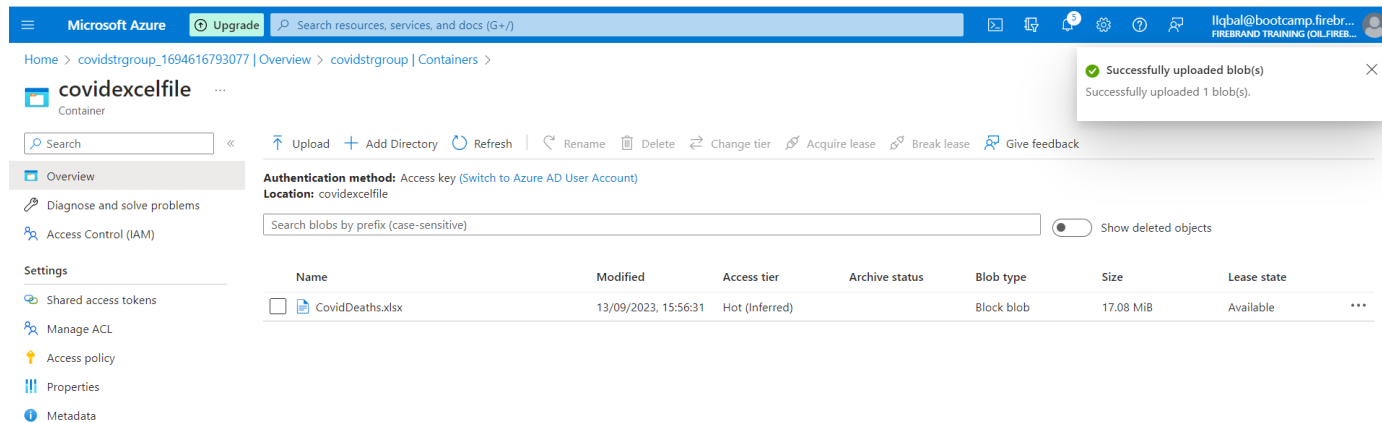 Microsoft Azure
Upgrade
Search resources, services, and docs (G+/)
5
IIqbal@bootcamp.firebr...
FIREBRAND TRAINING (OIL.FIREB...
Home > covidstrgroup_1694616793077 | Overview > covidstrgroup | Containers >
covidexcelfile ...
Container
Successfully uploaded blob(s)
Successfully uploaded 1 blob(s).
Search «
Upload Add Directory Refresh Rename Delete Change tier Acquire lease Break lease Give feedback
Overview
Diagnose and solve problems
Access Control (IAM)
Settings
Shared access tokens
Manage ACL
Access policy
Properties
Metadata
Authentication method: Access key (Switch to Azure AD User Account)
Location: covidexcelfile
Search blobs by prefix (case-sensitive)
Show deleted objects
Name Modified Access tier Archive status Blob type Size Lease state
CovidDeaths.xlsx 13/09/2023, 15:56:31 Hot (Inferred) Block blob 17.08 MiB Available ...